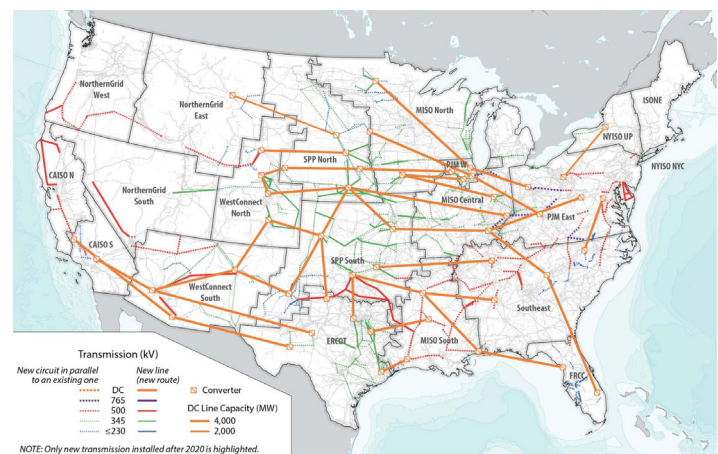 NorthernGrid
West
NorthernGrid
East
MISO North
ISONE
NYISO UP
NYISO NYC
SPP North
PJM W
CAISO N
NorthernGrid
South
WestConnect
North
MISO Central
PJM East
CAISO S
SPP South
WestConnect
South
Southeast
ERCOT
MISO South
FRCC
Transmission (kV)
New circuit in parallel
to an existing one
New line
(new route)
DC
765
500
345
≤230
Converter
DC Line Capacity (MW)
4,000
2,000
NOTE: Only new transmission installed after 2020 is highlighted.